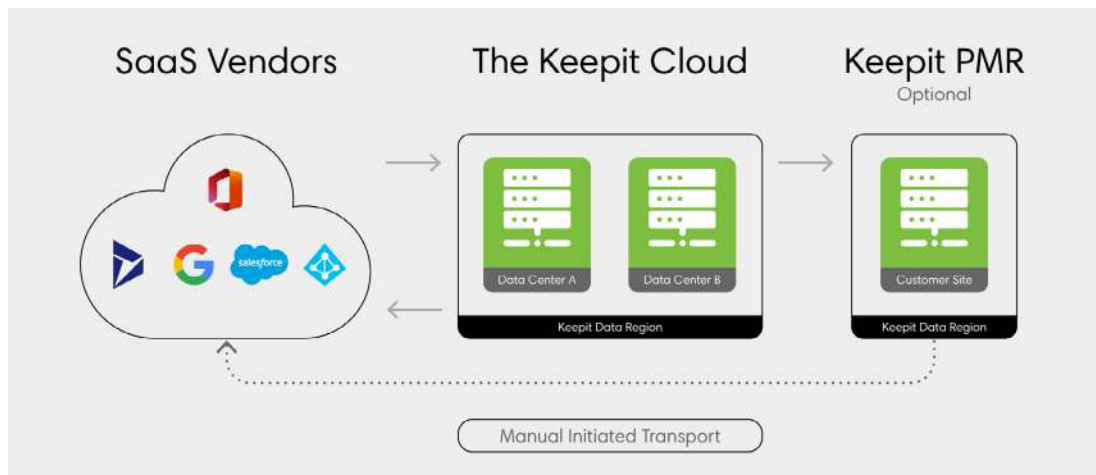 SaaS Vendors
The Keepit Cloud
Keepit PMR
Optional
salesforce
Data Center A
Data Center B
Customer Site
Keepit Data Region
Keepit Data Region
Manual Initiated Transport